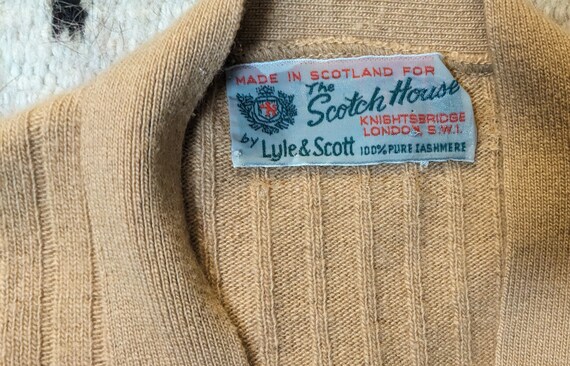 MADE IN SCOTLAND FOR
The
Scotch House
KNIGHTSBRIDGE
LONDON S.W.1.
by Lyle & Scott 100% PURE CASHMERE